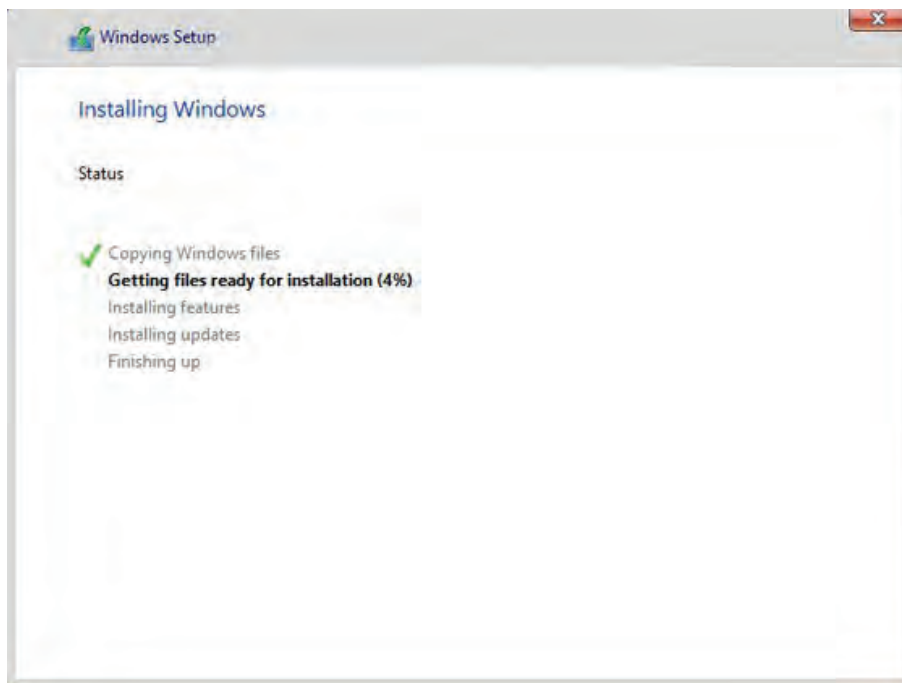 Windows Setup
Installing Windows
Status
Copying Windows files
Getting files ready for installation (4%)
Installing features
Installing updates
Finishing up